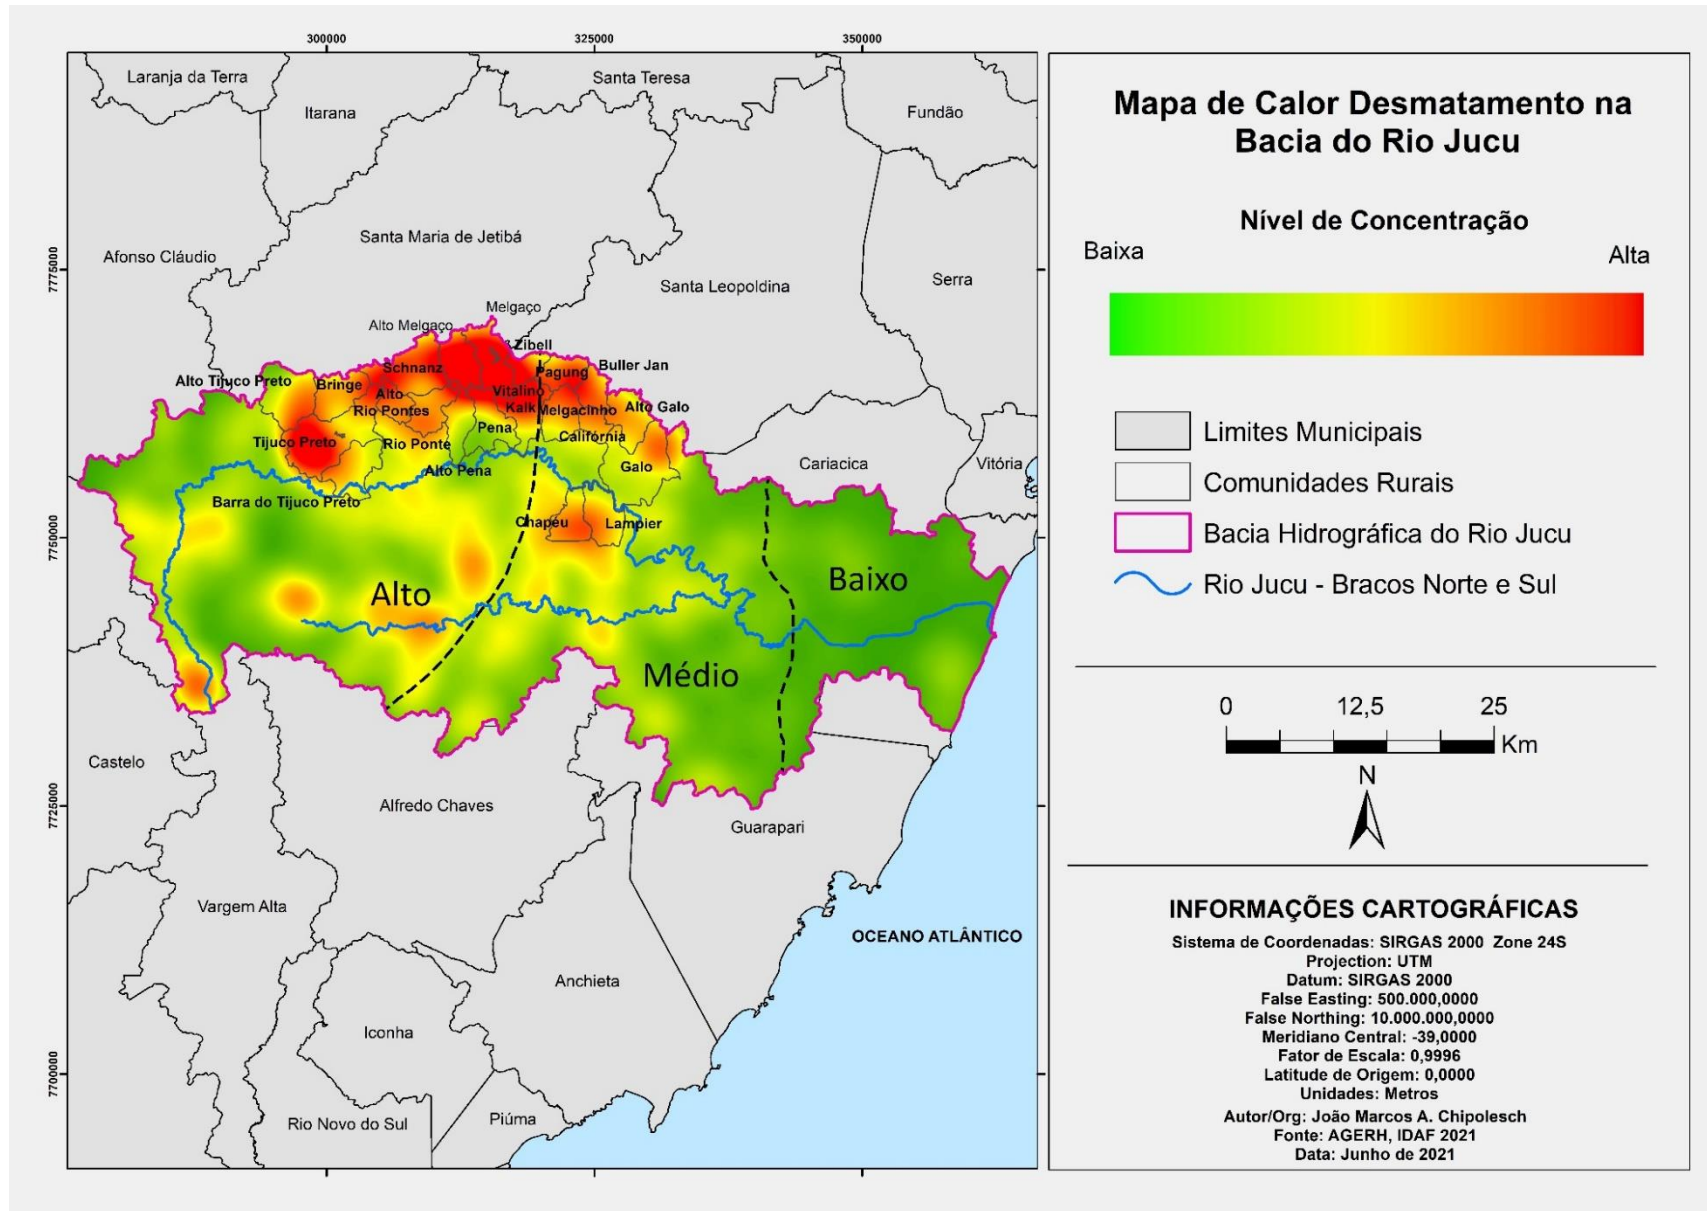 300000
325000
350000
Laranja da Terra
Santa Teresa
Itarana
Fundão
Santa Maria de Jetibá
Afonso Cláudio
7775000
Santa Leopoldina
Serra
Melgaço
Alto Melgaço
Zibell
Buller Jan
Schnanz
Pagung
Alto Tijuco Preto
Bringe
Alto
Rio Pontes
Vitalino
Kalk
Melgacinho
Alto Galo
Pena
Califórnia
Tijuco Preto
Rio Ponte
Galo
Alto Pena
Cariacica
Vitória
Barra do Tijuco Preto
Chapéu
Lampier
7750000
Alto
Baixo
Médio
Castelo
Alfredo Chaves
7725000
Guarapari
Vargem Alta
OCEANO ATLÂNTICO
Anchieta
Iconha
7700000
Rio Novo do Sul
Piúma
Mapa de Calor Desmatamento na
Bacia do Rio Jucu
Nível de Concentração
Baixa
Alta
Limites Municipais
Comunidades Rurais
Bacia Hidrográfica do Rio Jucu
Rio Jucu - Bracos Norte e Sul
0 12,5 25
Km
N
INFORMAÇÕES CARTOGRÁFICAS
Sistema de Coordenadas: SIRGAS 2000 Zone 24S
Projection: UTM
Datum: SIRGAS 2000
False Easting: 500.000,0000
False Northing: 10.000.000,0000
Meridiano Central: -39,0000
Fator de Escala: 0,9996
Latitude de Origem: 0,0000
Unidades: Metros
Autor/Org: João Marcos A. Chipolesch
Fonte: AGERH, IDAF 2021
Data: Junho de 2021